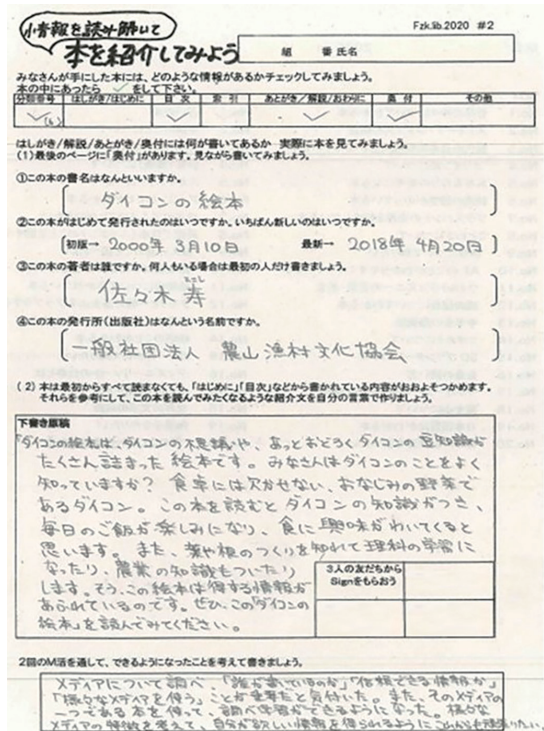 小情報を読み解いて
Fzk.lib.2020 #2
本を紹介してみよう
組 番 氏名
みなさんが手にした本には、どのような情報があるかチェックしてみましょう。
本の中にあったら ✓ をして下さい。
分類番号 はしがき/はじめに 目次 索引 あとがき/解説/おわりに 奥付 その他
はしがき/解説/あとがき/奥付には何が書いてあるか 実際に本を見てみましょう。
(1)最後のページに「奥付」があります。見ながら書いてみましょう。
①この本の書名はなんといいますか。
ダイコンの絵本
②この本がはじめて発行されたのはいつですか。いちばん新しいのはいつですか。
初版→ 2000年 3月10日 最新→ 2018年 4月20日
③この本の著者は誰ですか。何人もいる場合は最初の人だけ書きましょう。
佐々木 寿
④この本の発行所(出版社)はなんという名前ですか。
一般社団法人 農山漁村文化協会
(2)本は最初からすべて読まなくても、「はじめに」「目次」などから書かれている内容がおおよそつかめます。
それらを参考にして、この本を読んでみたくなるような紹介文を自分の言葉で作りましょう。
下書き原稿
「ダイコンの絵本」は、ダイコンの不思議や、あっとおどろくダイコンの豆知識が
たくさん詰まった絵本です。みなさんはダイコンのことをよく
知っていますか? 食卓には欠かせない、おなじみの野菜で
あるダイコン。この本を読むとダイコンの知識がつき、
毎日のご飯が楽しみになり、食に興味がわいてくると
思います。また、葉や根のつくりを知れて理科の学習に
なったり、農業の知識もついたり
します。そう、この絵本は得する情報が
あふれているのです。ぜひ、この「ダイコンの
絵本」を読んでみてください。
3人の友だちから
Signをもらおう
2回のM活を通して、できるようになったことを考えて書きましょう。
メディアについて調べ、「誰が書いているのか」「信頼できる情報か」
「様々なメディアを使う」ことが重要だと気付いた。また、そのメディアの
一つである本を使って、調べ学習ができるようになった。様々な
メディアの特徴を考えて、自分が欲しい情報を得られるようにこれからも頑張りたい。